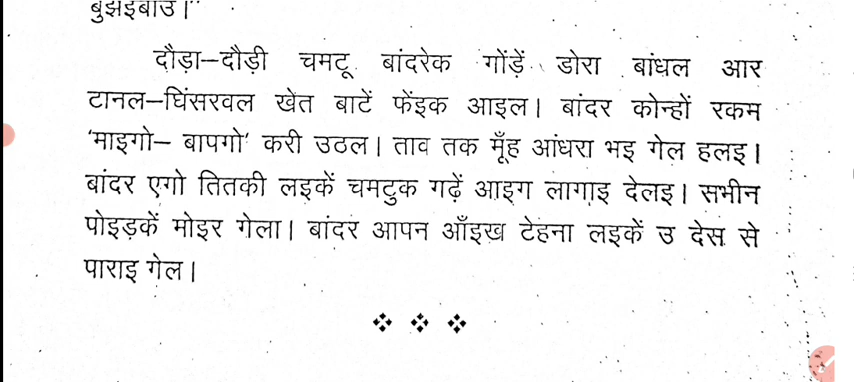 बुझइबाउ।"
दौड़ा–दौड़ी चमटू बांदरेक गोंड़ें डोरा बांधल आर
टानल–घिंसरवल खेत बाटें फेंइक आइल। बांदर कोन्हों रकम
'माइगो– बापगो' करी उठल। ताव तक मूँह आंधरा भइ गेल हलइ।
बांदर एगो तितकी लइकें चमटुक गढ़ें आइग लागाइ देलइ। सभीन
पोइड़कें मोइर गेला। बांदर आपन आँइख टेहना लइकें उ देस से
पाराइ गेल।